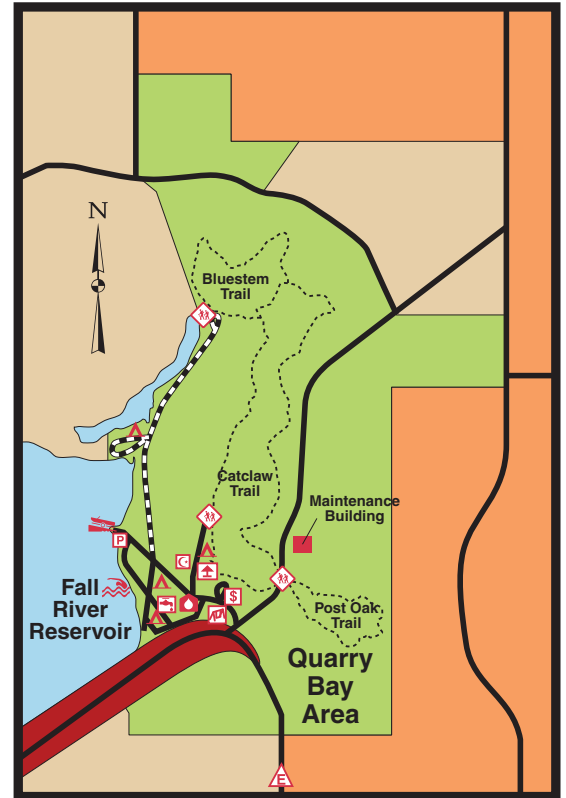 N
Bluestem
Trail
Catclaw
Trail
Maintenance
Building
P
Fall
River
Reservoir
$
Post Oak
Trail
Quarry
Bay
Area
E